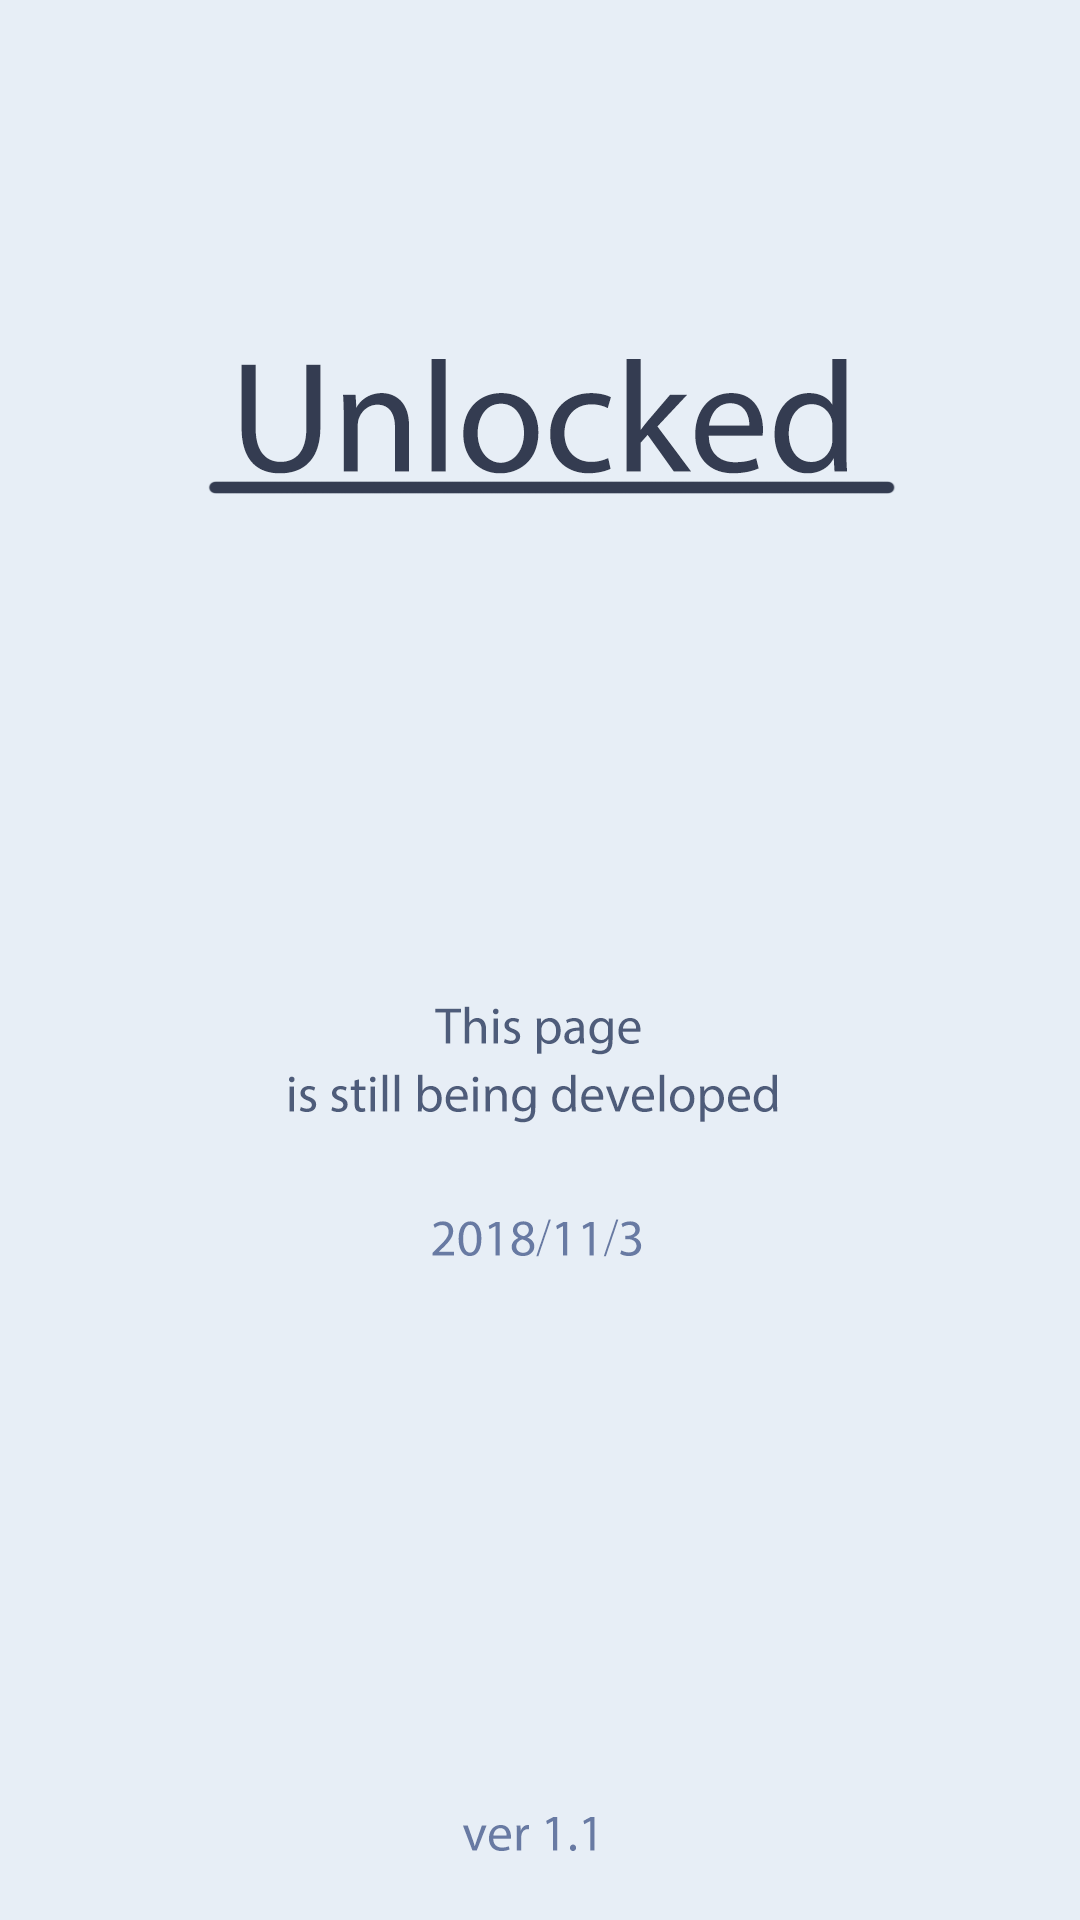 Unlocked
This page
is still being developed
2018/11/3
ver 1.1